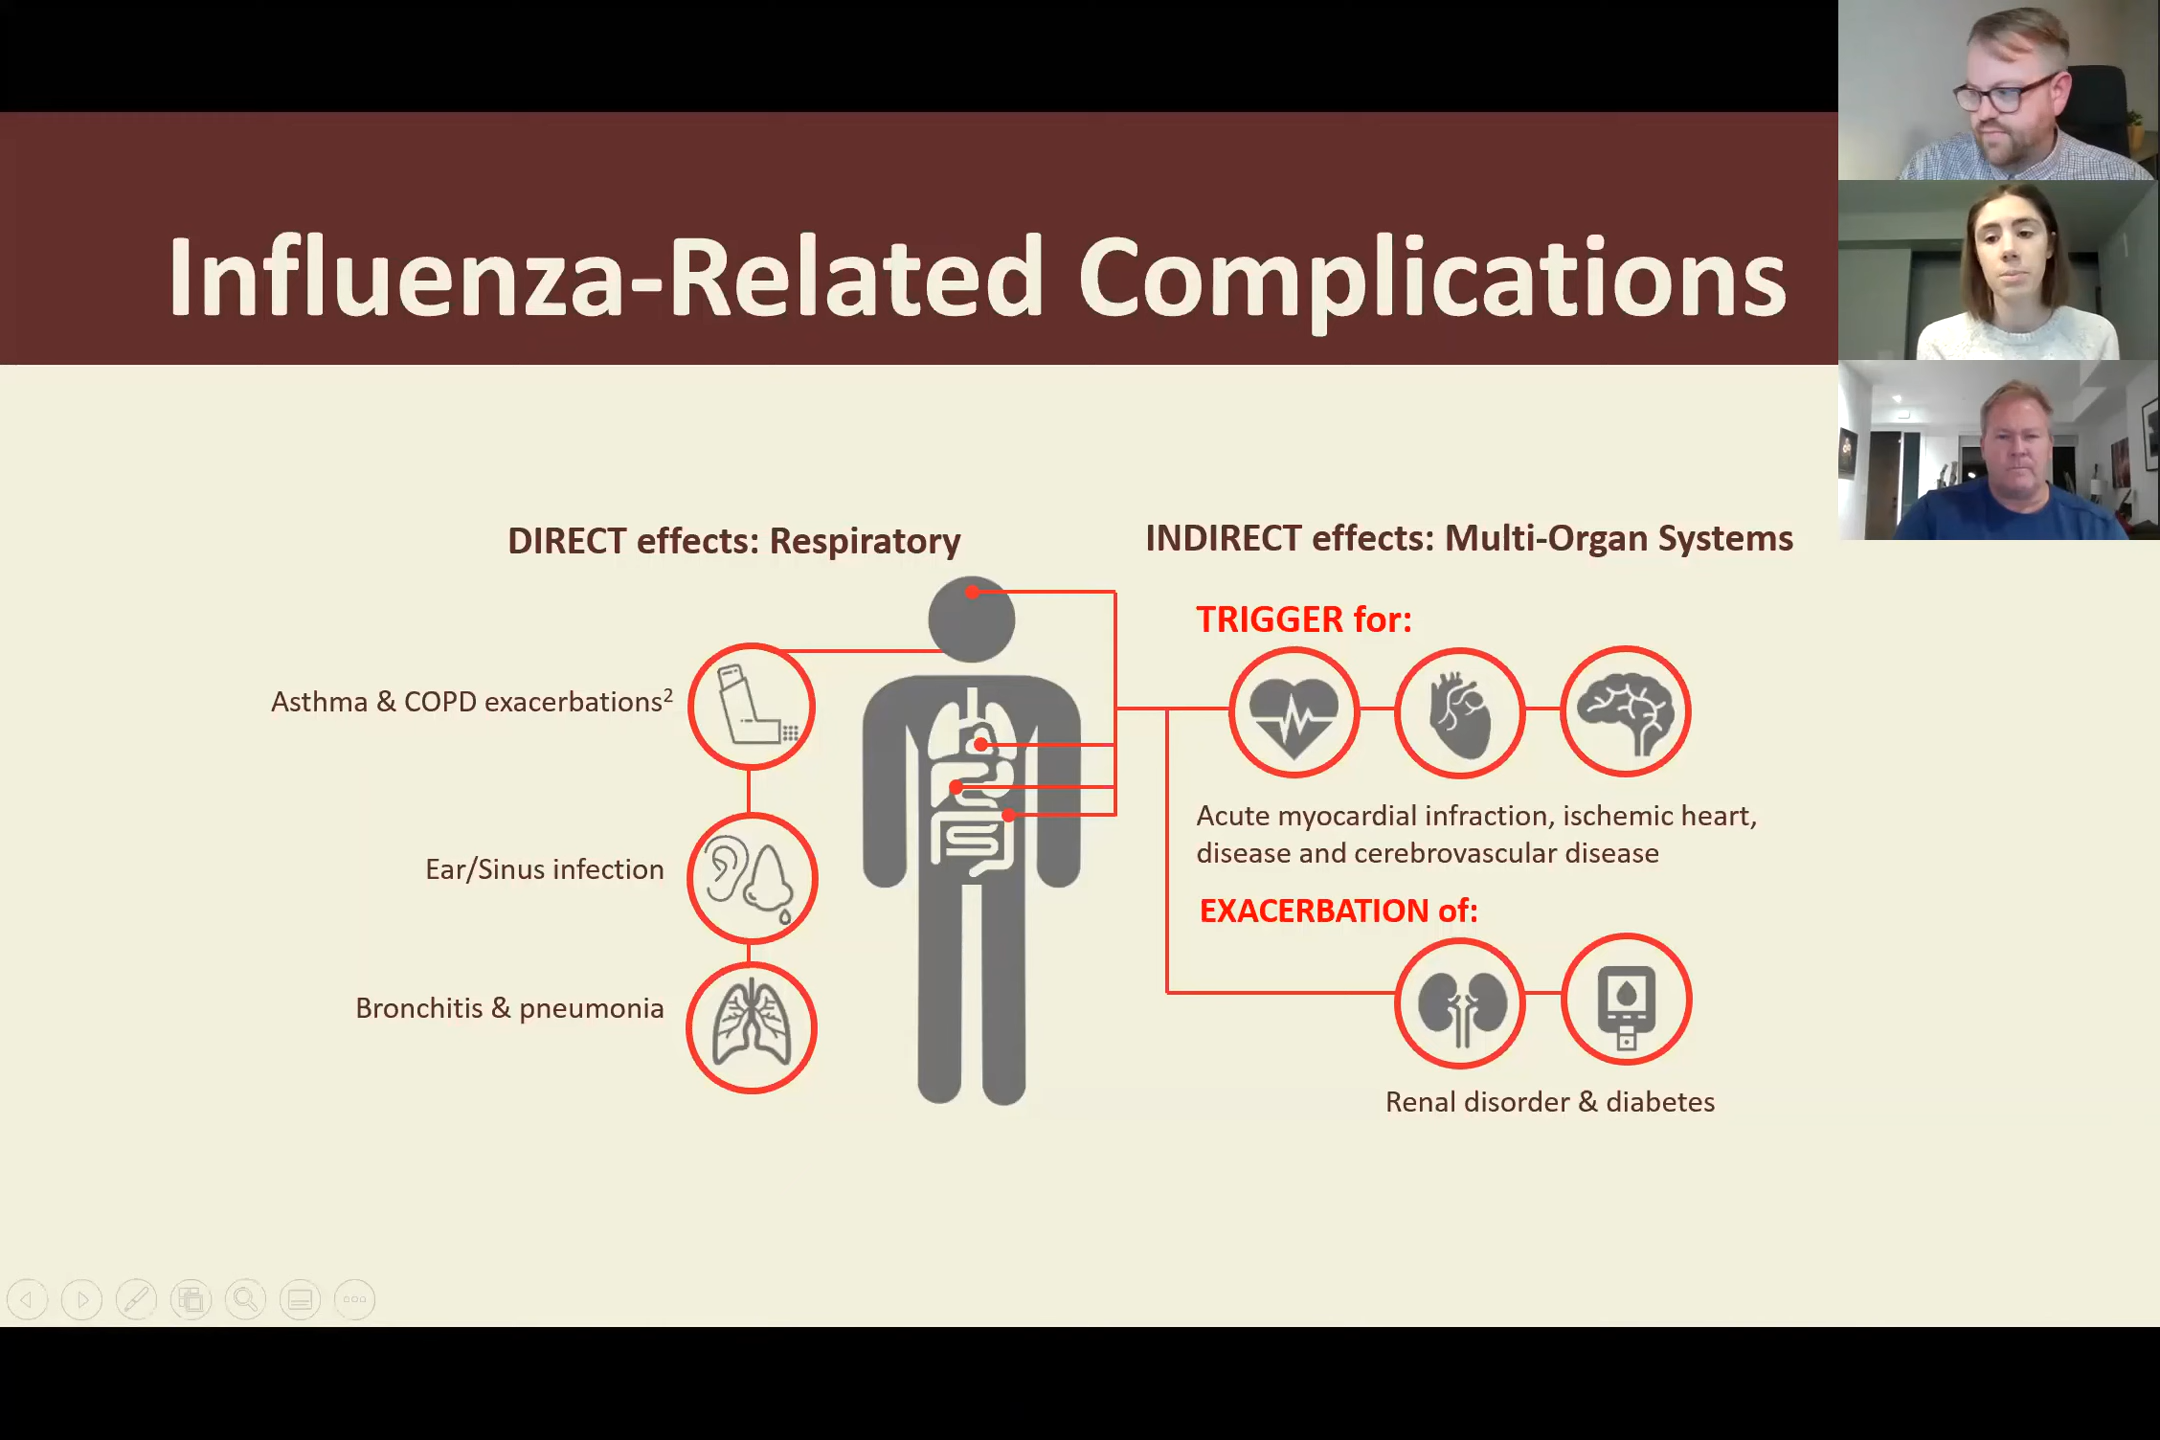 Influenza-Related Complications
DIRECT effects: Respiratory
Asthma & COPD exacerbations²
Ear/Sinus infection
Bronchitis & pneumonia
INDIRECT effects: Multi-Organ Systems
TRIGGER for:
Acute myocardial infraction, ischemic heart,
disease and cerebrovascular disease
EXACERBATION of:
Renal disorder & diabetes